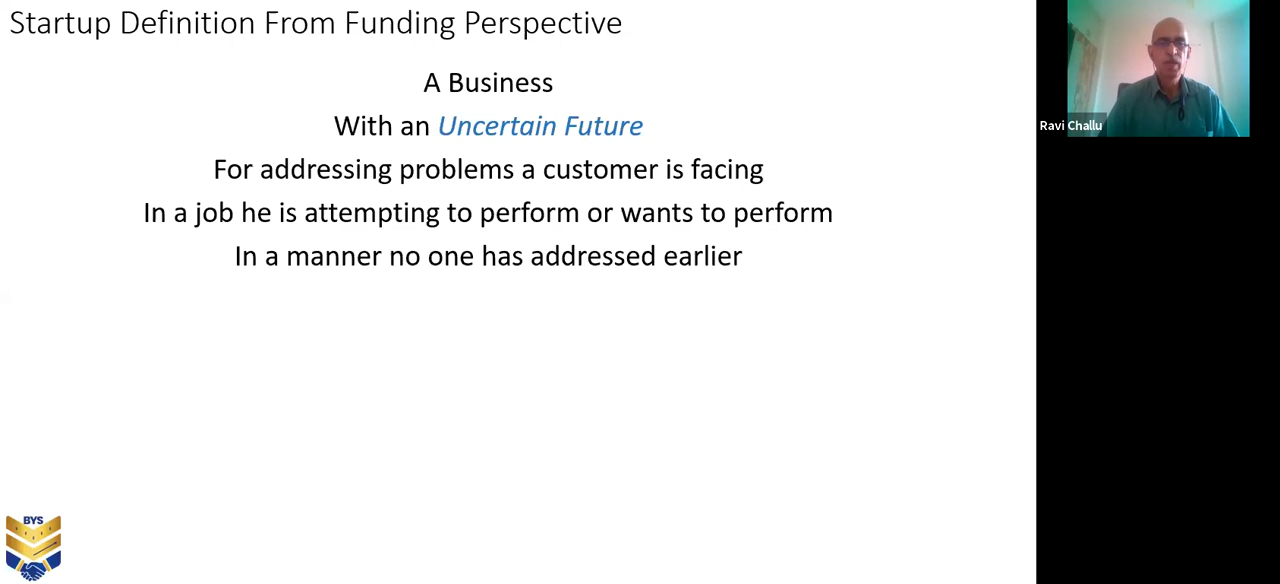 Startup Definition From Funding Perspective
A Business
With an Uncertain Future
For addressing problems a customer is facing
In a job he is attempting to perform or wants to perform
In a manner no one has addressed earlier
Ravi Challu
BYS